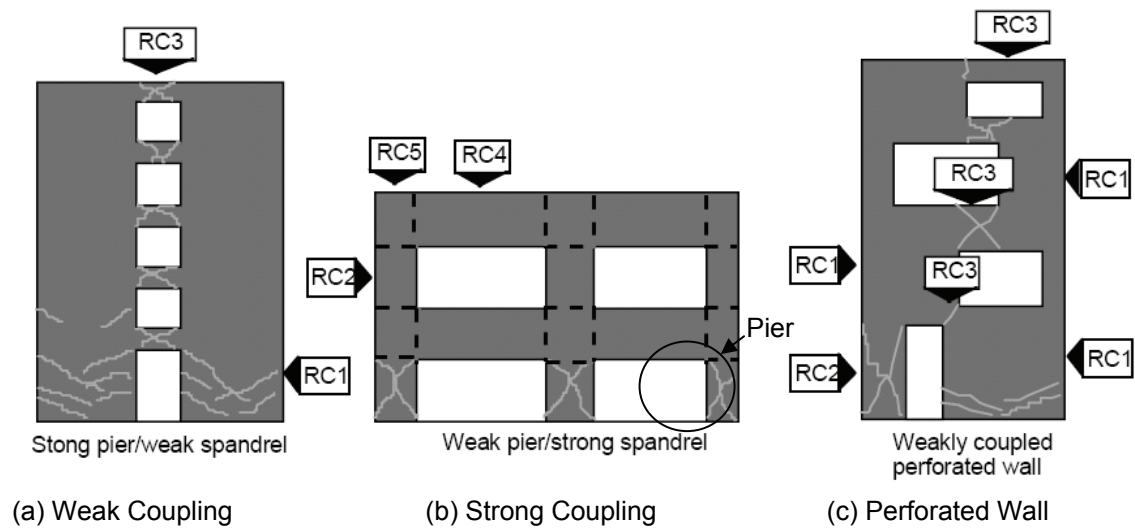 RC3
RC1
Stong pier/weak spandrel
(a) Weak Coupling
RC5
RC4
RC2
Pier
Weak pier/strong spandrel
(b) Strong Coupling
RC3
RC3
RC1
RC1
RC3
RC2
RC1
Weakly coupled
perforated wall
(c) Perforated Wall